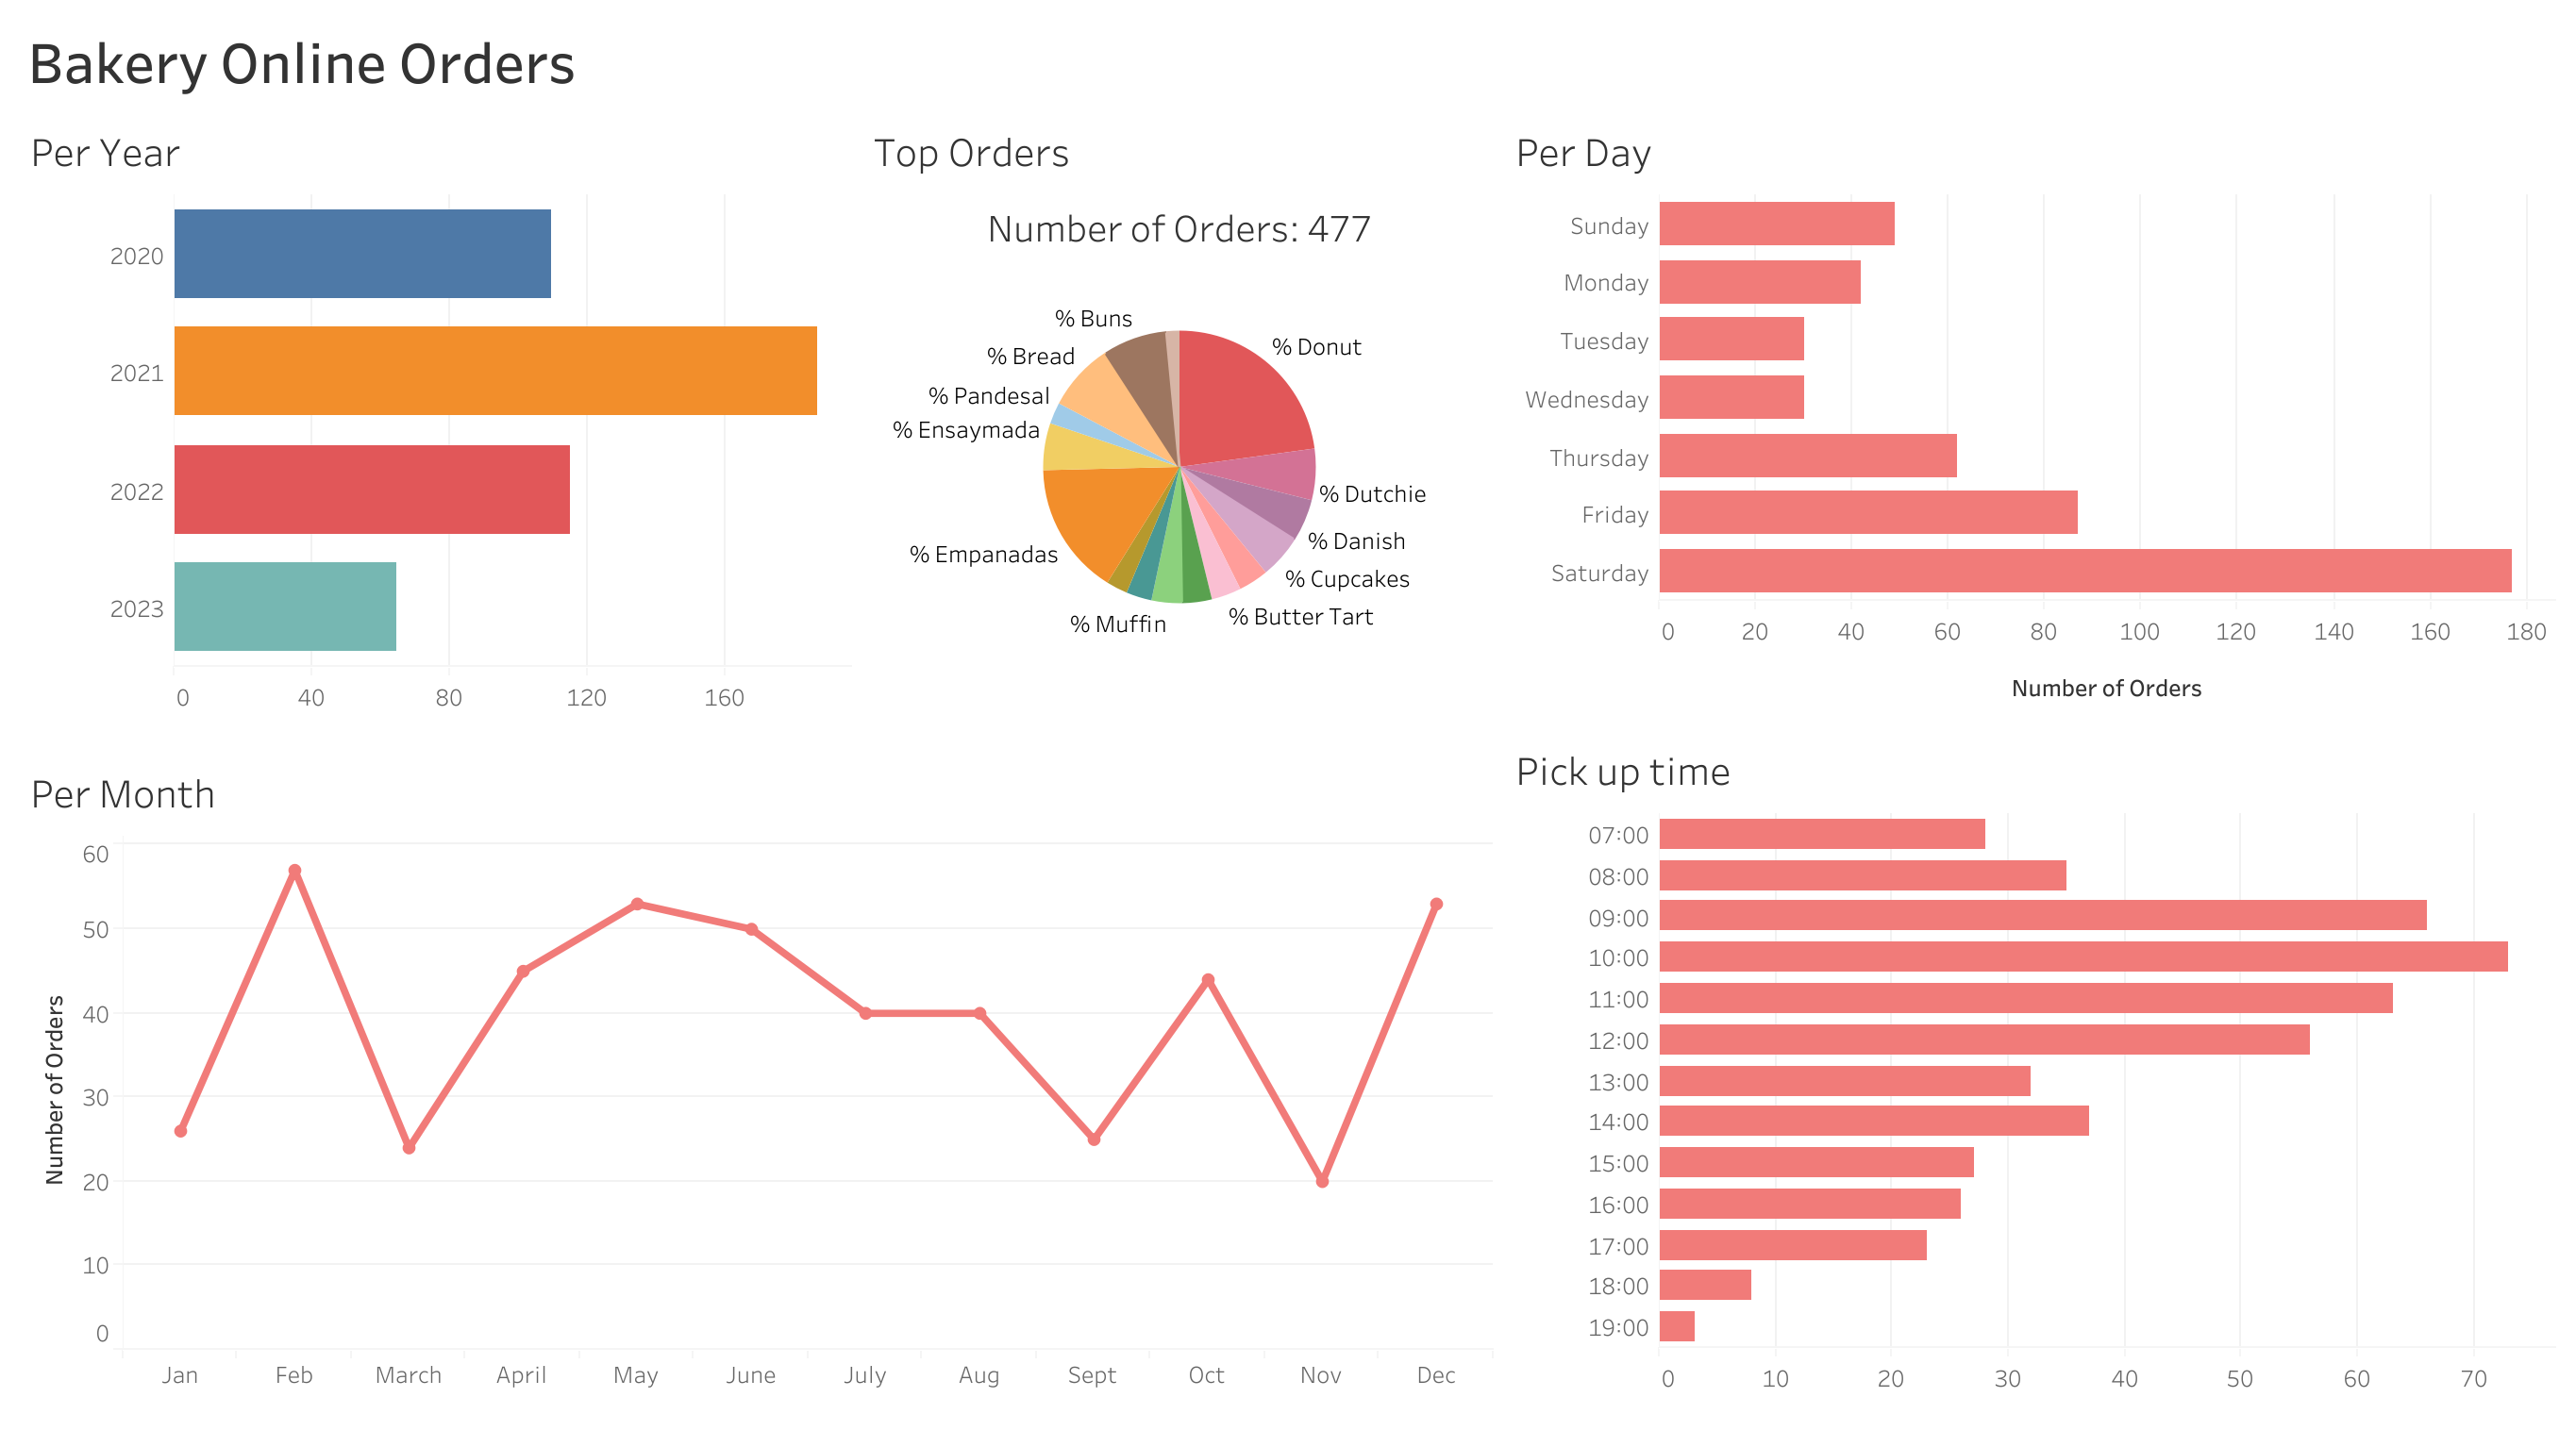 Bakery Online Orders
Per Year
2020
2021
2022
2023
0 40 80 120 160
Top Orders
Number of Orders: 477
% Buns
% Donut
% Bread
% Pandesal
% Ensaymada
% Dutchie
% Danish
% Empanadas
% Cupcakes
% Butter Tart
% Muffin
Per Day
Sunday
Monday
Tuesday
Wednesday
Thursday
Friday
Saturday
0 20 40 60 80 100 120 140 160 180
Number of Orders
Per Month
60
50
40
30
20
10
0
Number of Orders
Jan Feb March April May June July Aug Sept Oct Nov Dec
Pick up time
07:00
08:00
09:00
10:00
11:00
12:00
13:00
14:00
15:00
16:00
17:00
18:00
19:00
0 10 20 30 40 50 60 70